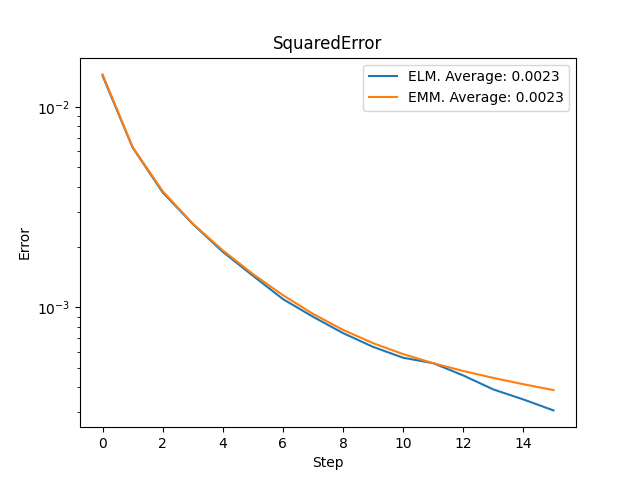 SquaredError
ELM. Average: 0.0023
EMM. Average: 0.0023
Error
10⁻²
10⁻³
0 2 4 6 8 10 12 14
Step